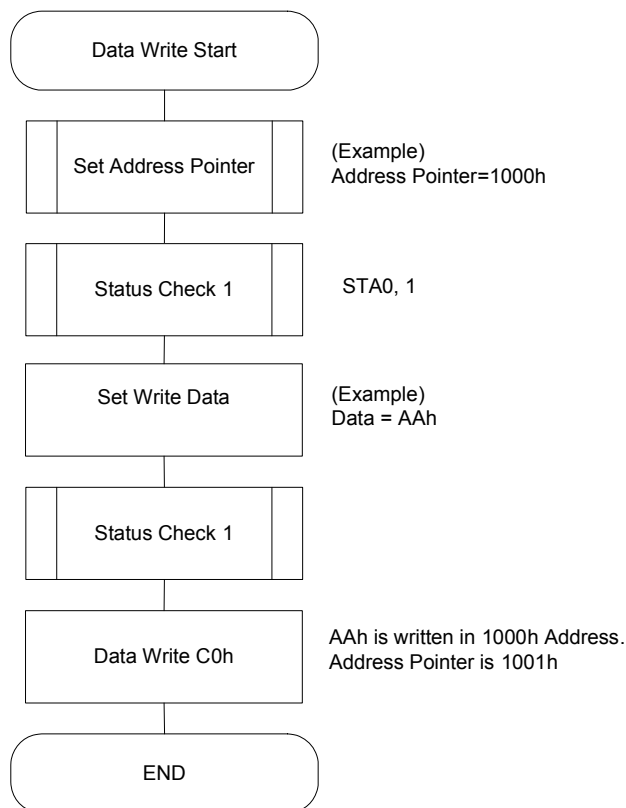 Data Write Start
Set Address Pointer
(Example)
Address Pointer=1000h
Status Check 1
STA0, 1
Set Write Data
(Example)
Data = AAh
Status Check 1
Data Write C0h
AAh is written in 1000h Address.
Address Pointer is 1001h
END